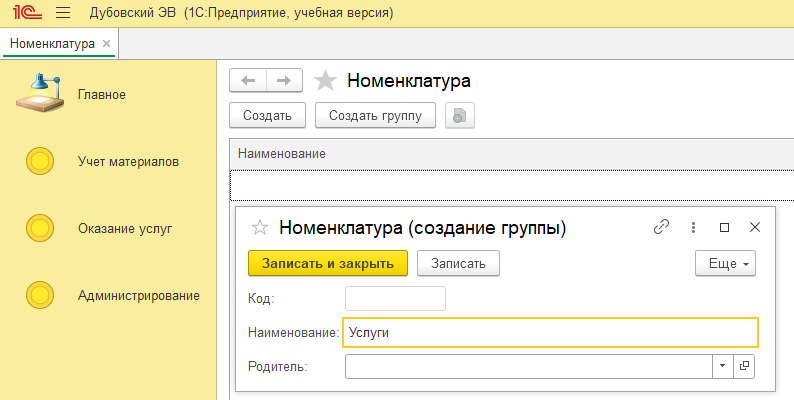 1С Дубовский ЭВ (1С:Предприятие, учебная версия)
Номенклатура ×
Главное
Учет материалов
Оказание услуг
Администрирование
Номенклатура
Создать Создать группу
Наименование
Номенклатура (создание группы)
Записать и закрыть Записать Еще
Код:
Наименование: Услуги
Родитель: